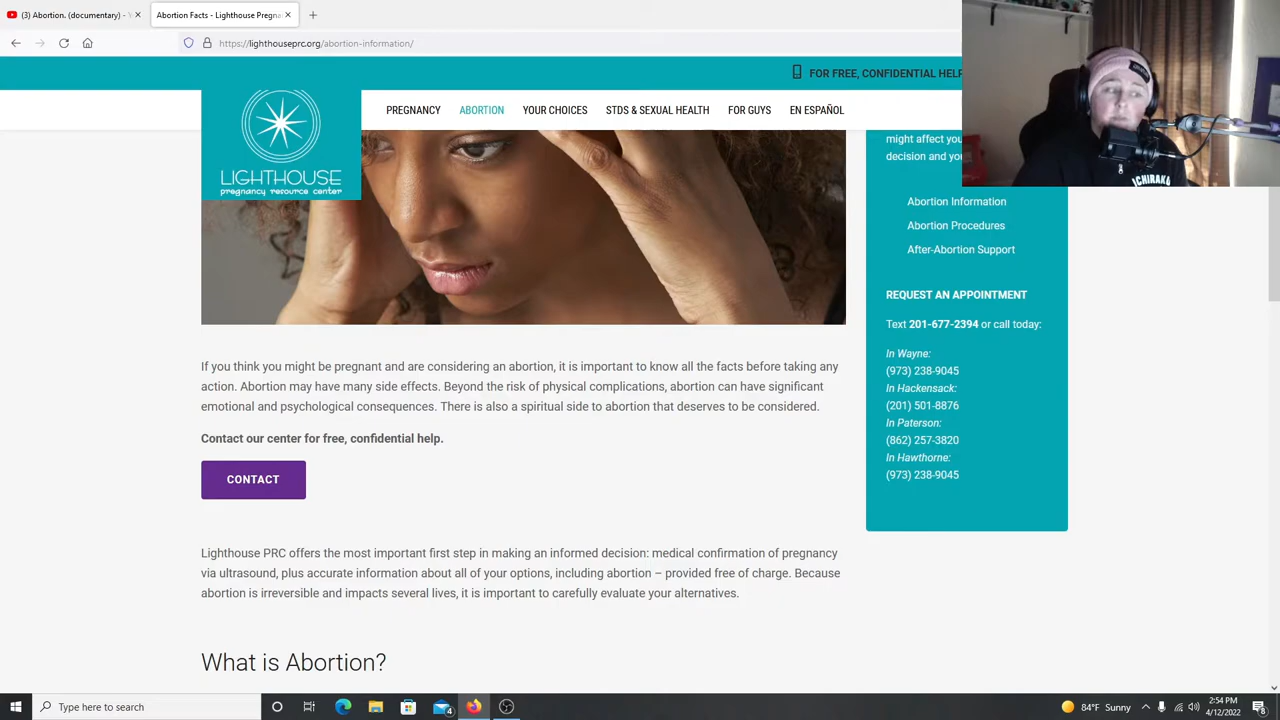 (3) Abortion. (documentary) -
Abortion Facts - Lighthouse Pregna
https://lighthouseprc.org/abortion-information/
FOR FREE, CONFIDENTIAL HELP
PREGNANCY
ABORTION
YOUR CHOICES
STDS & SEXUAL HEALTH
FOR GUYS
EN ESPAÑOL
LIGHTHOUSE
pregnancy resource center
might affect you
decision and yo
ICHIRAKU
Abortion Information
Abortion Procedures
After-Abortion Support
REQUEST AN APPOINTMENT
Text 201-677-2394 or call today:
In Wayne:
(973) 238-9045
In Hackensack:
(201) 501-8876
In Paterson:
(862) 257-3820
In Hawthorne:
(973) 238-9045
If you think you might be pregnant and are considering an abortion, it is important to know all the facts before taking any
action. Abortion may have many side effects. Beyond the risk of physical complications, abortion can have significant
emotional and psychological consequences. There is also a spiritual side to abortion that deserves to be considered.
Contact our center for free, confidential help.
CONTACT
Lighthouse PRC offers the most important first step in making an informed decision: medical confirmation of pregnancy
via ultrasound, plus accurate information about all of your options, including abortion – provided free of charge. Because
abortion is irreversible and impacts several lives, it is important to carefully evaluate your alternatives.
What is Abortion?
Type here to search
4
84°F Sunny
2:54 PM
4/12/2022
8